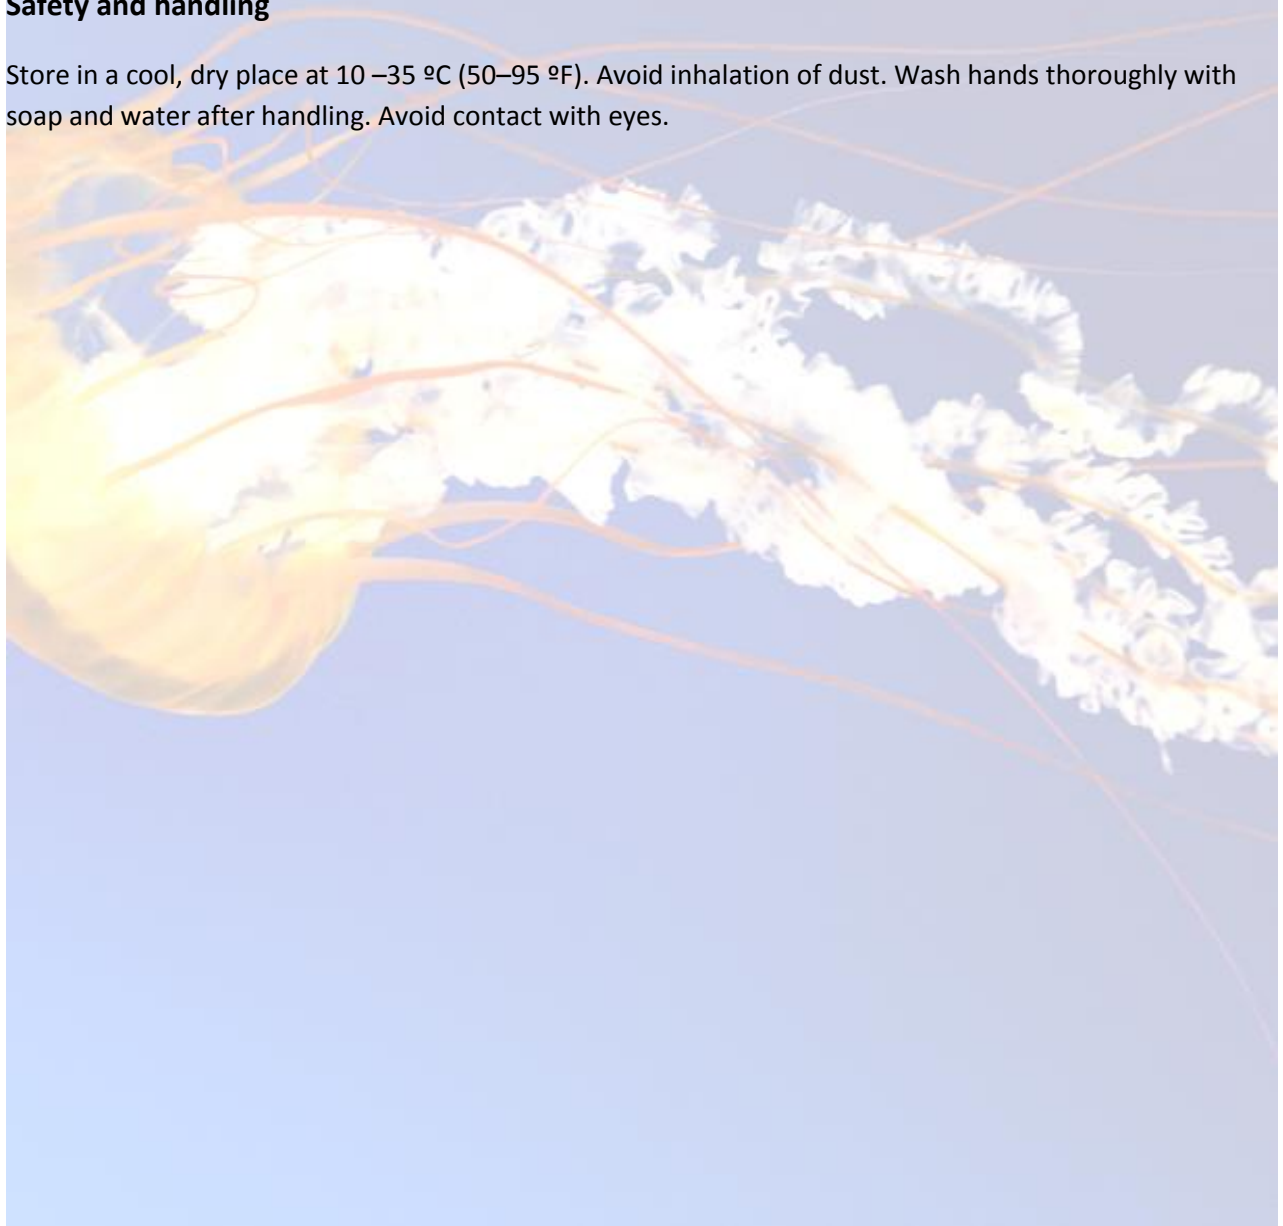 Safety and handling
Store in a cool, dry place at 10 –35 ºC (50–95 ºF). Avoid inhalation of dust. Wash hands thoroughly with
soap and water after handling. Avoid contact with eyes.